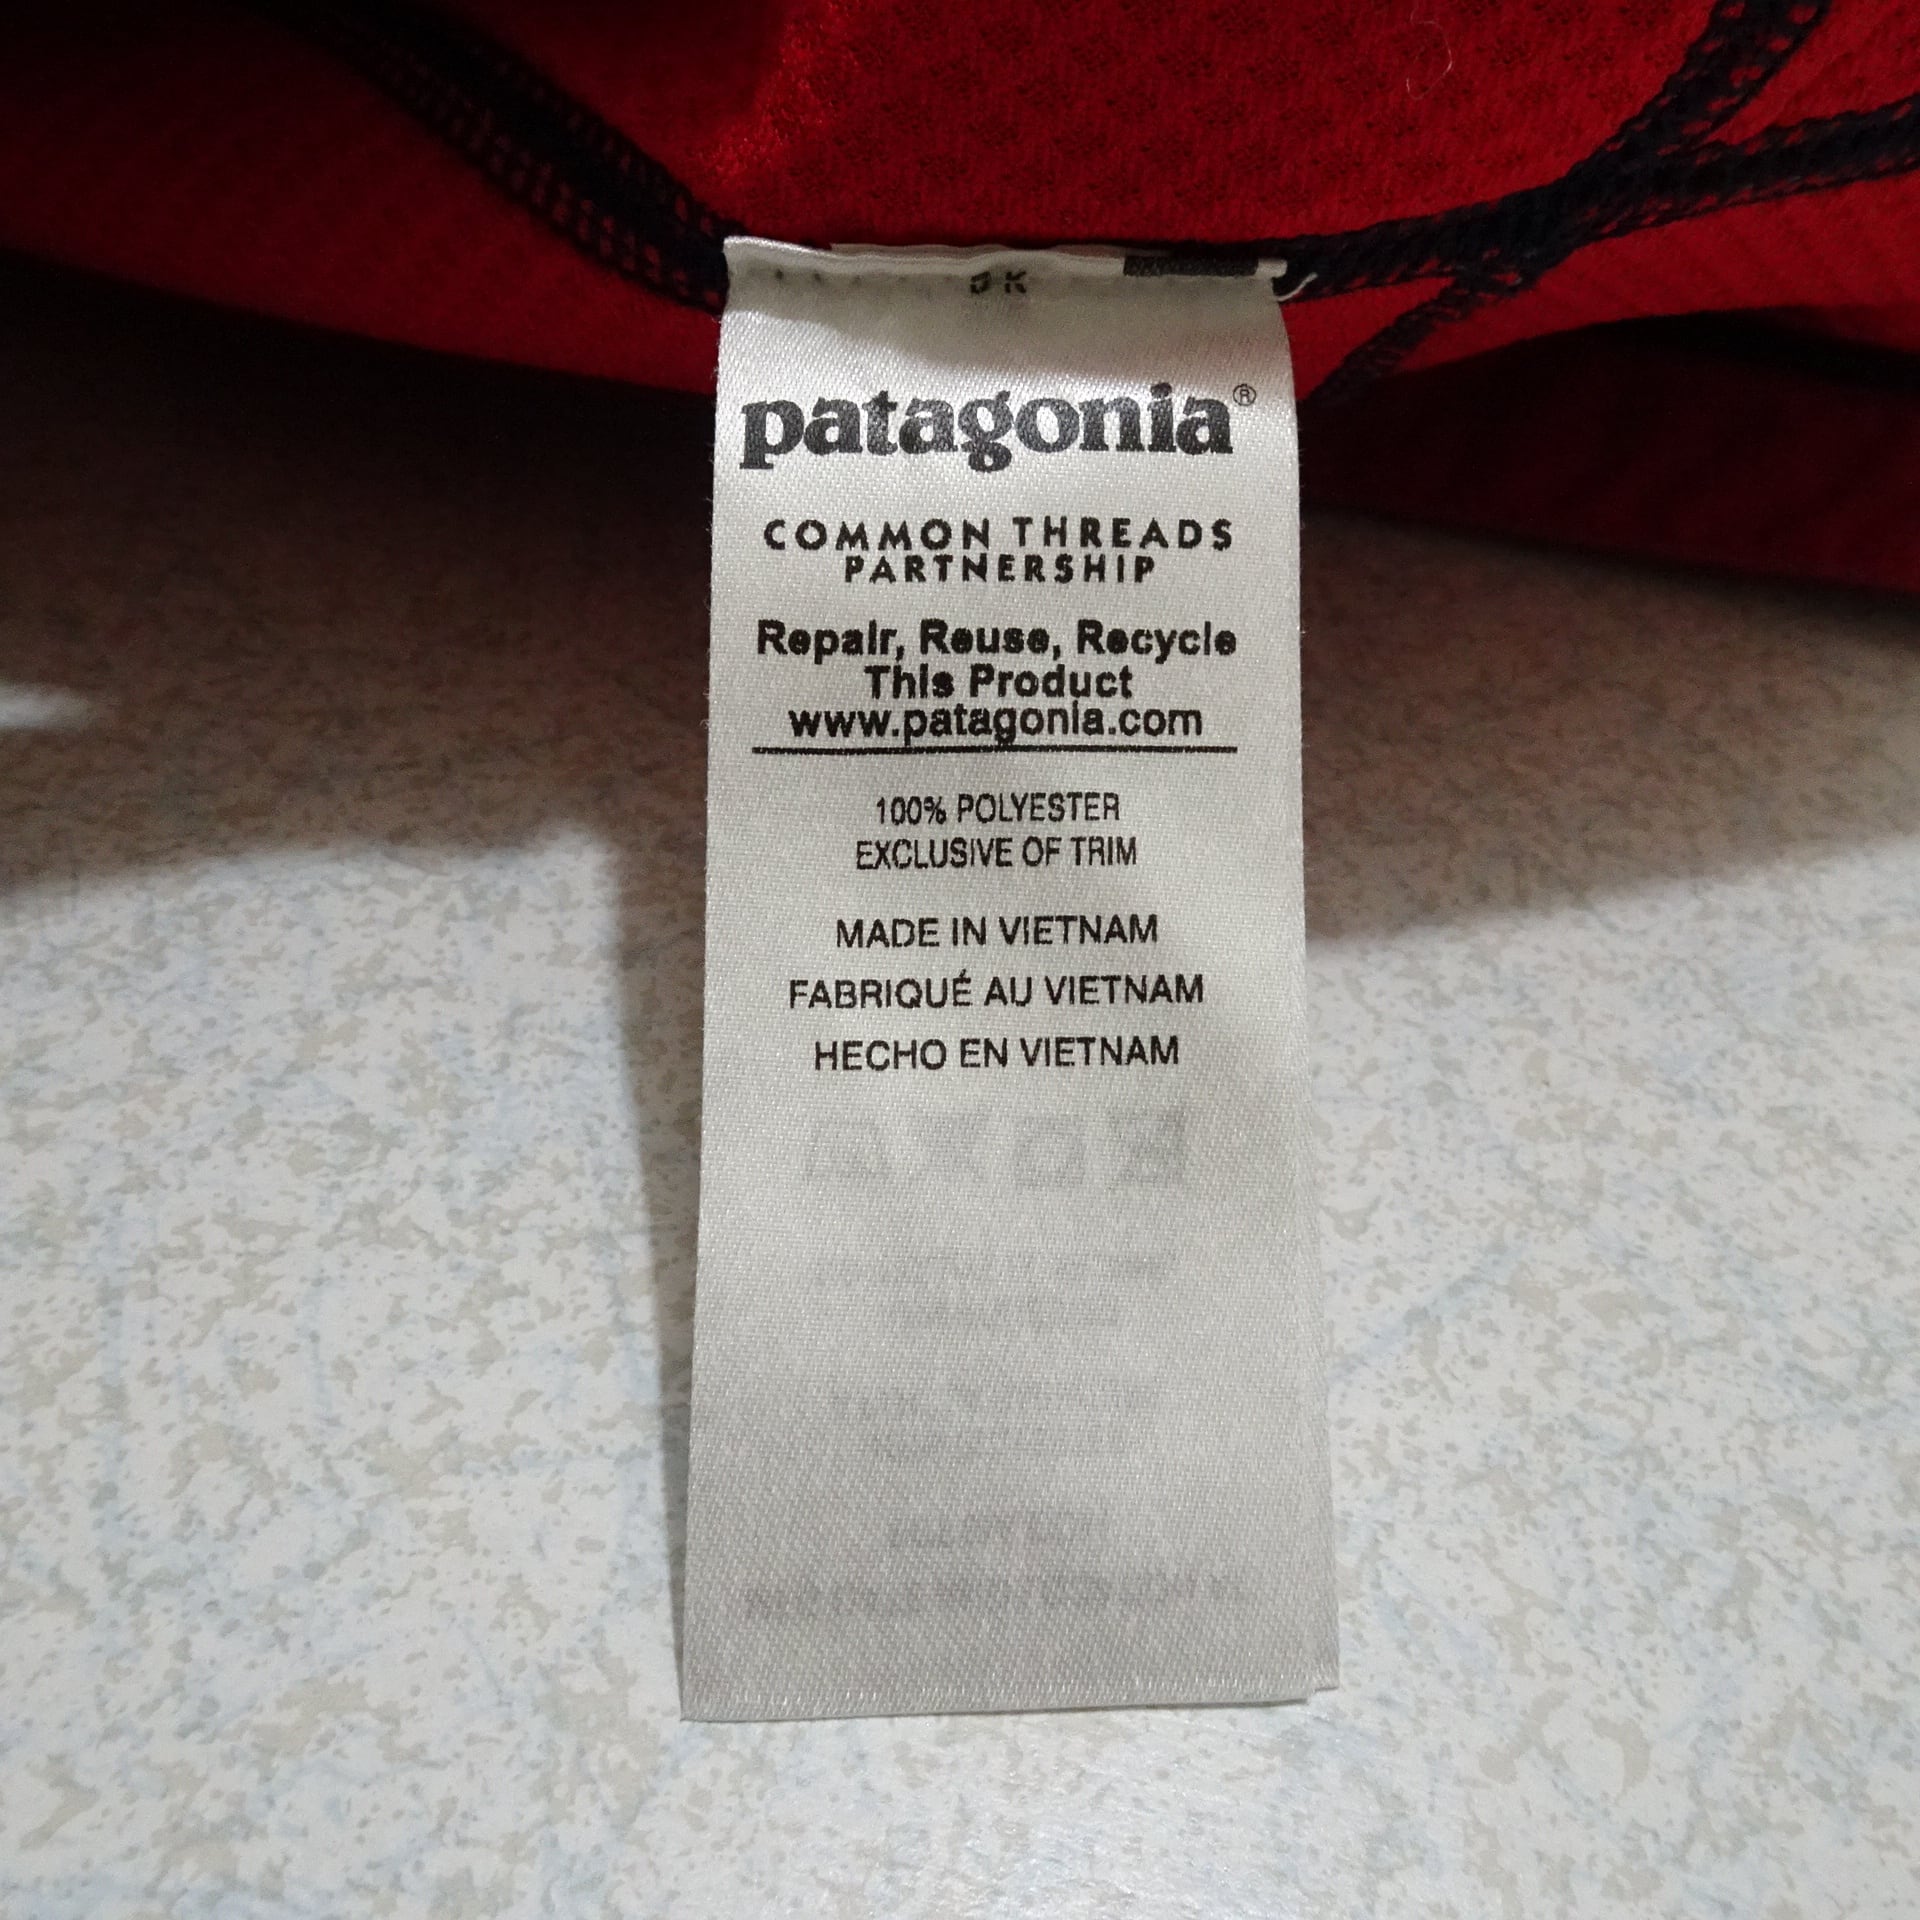 patagonia®
COMMON THREADS
PARTNERSHIP
Repair, Reuse, Recycle
This Product
www.patagonia.com
100% POLYESTER
EXCLUSIVE OF TRIM
MADE IN VIETNAM
FABRIQUÉ AU VIETNAM
HECHO EN VIETNAM